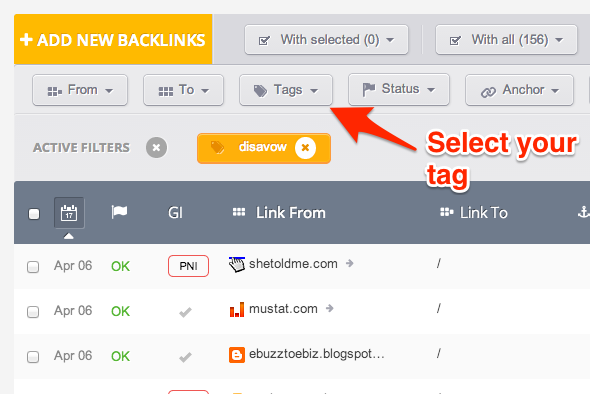 + ADD NEW BACKLINKS
With selected (0)
With all (156)
From
To
Tags
Status
Anchor
ACTIVE FILTERS
disavow
Select your
tag
17
GI
Link From
Link To
Apr 06
OK
PNI
shetoldme.com
/
Apr 06
OK
mustat.com
/
Apr 06
OK
ebuzztoebiz.blogspot...
/